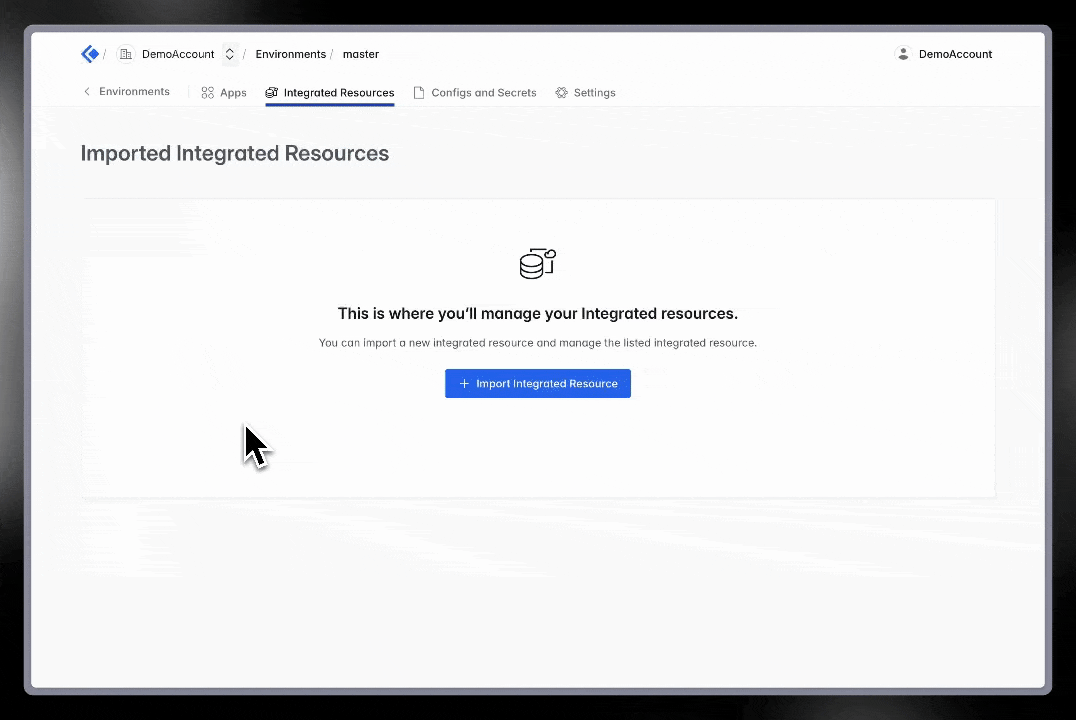 / DemoAccount / Environments / master DemoAccount
Environments Apps Integrated Resources Configs and Secrets Settings
Imported Integrated Resources
This is where you'll manage your Integrated resources.
You can import a new integrated resource and manage the listed integrated resource.
+ Import Integrated Resource